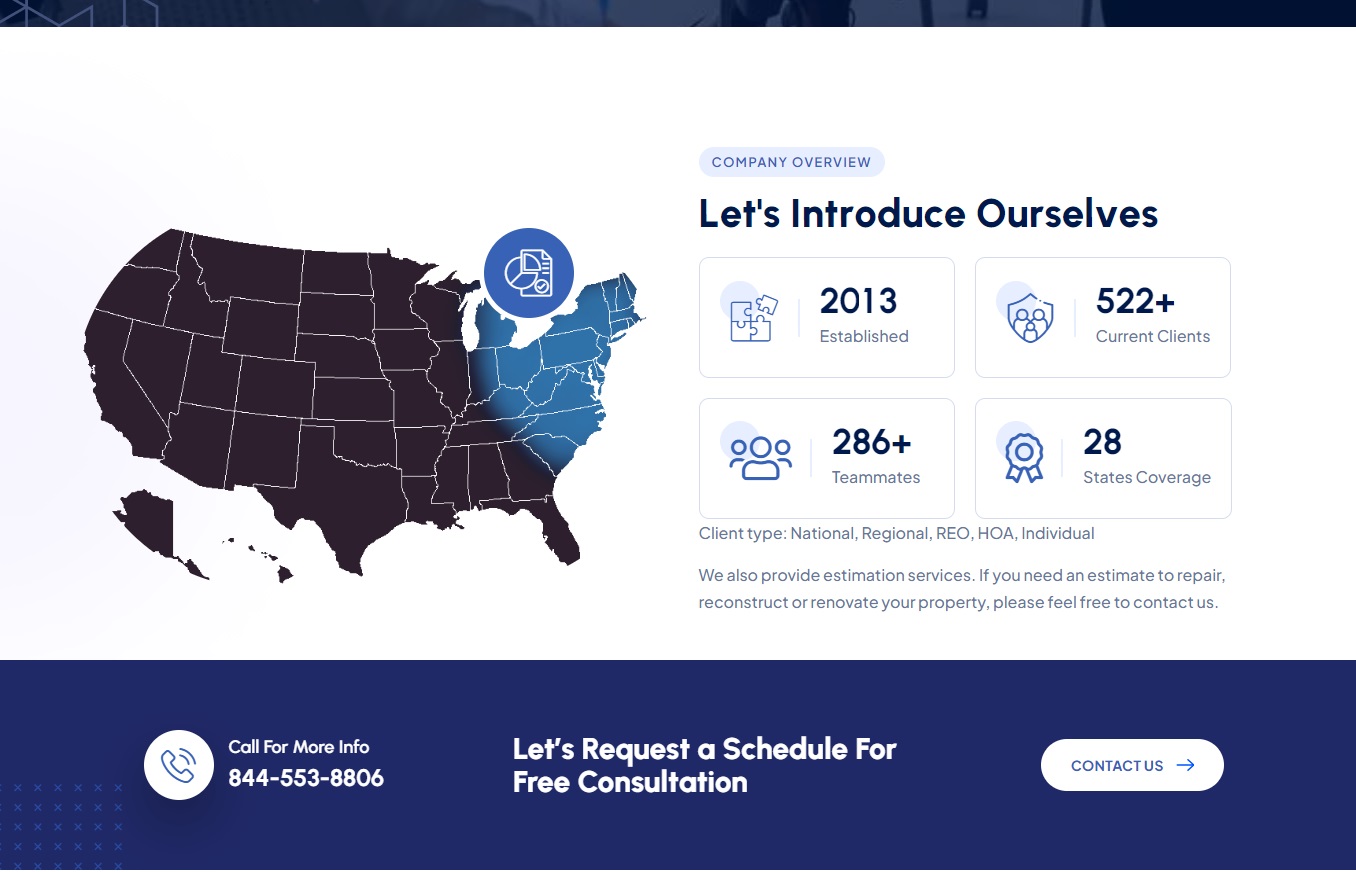 COMPANY OVERVIEW
Let's Introduce Ourselves
2013
Established
522+
Current Clients
286+
Teammates
28
States Coverage
Client type: National, Regional, REO, HOA, Individual
We also provide estimation services. If you need an estimate to repair,
reconstruct or renovate your property, please feel free to contact us.
Call For More Info
844-553-8806
Let’s Request a Schedule For
Free Consultation
CONTACT US